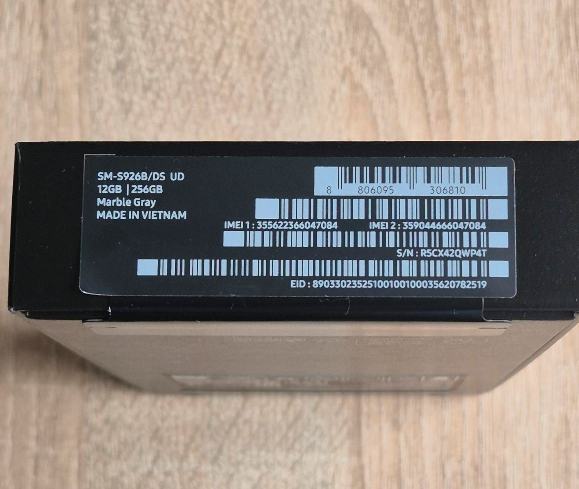 SM-S926B/DS UD
12GB | 256GB
Marble Gray
MADE IN VIETNAM
8 806095 306810
IMEI 1 : 355622366047084 IMEI 2 : 359044666047084
S/N : R5CX42QWP4T
EID : 89033023525100100100035620782519